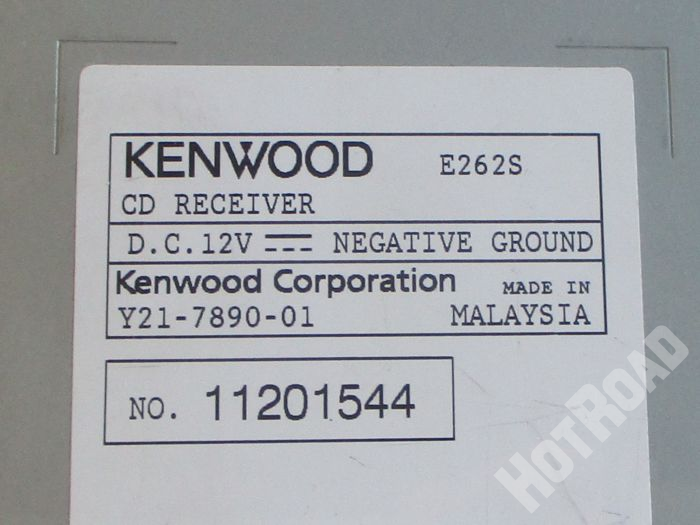 KENWOOD E262S
CD RECEIVER
D.C.12V NEGATIVE GROUND
Kenwood Corporation MADE IN
Y21-7890-01 MALAYSIA
NO. 11201544
HOTROAD